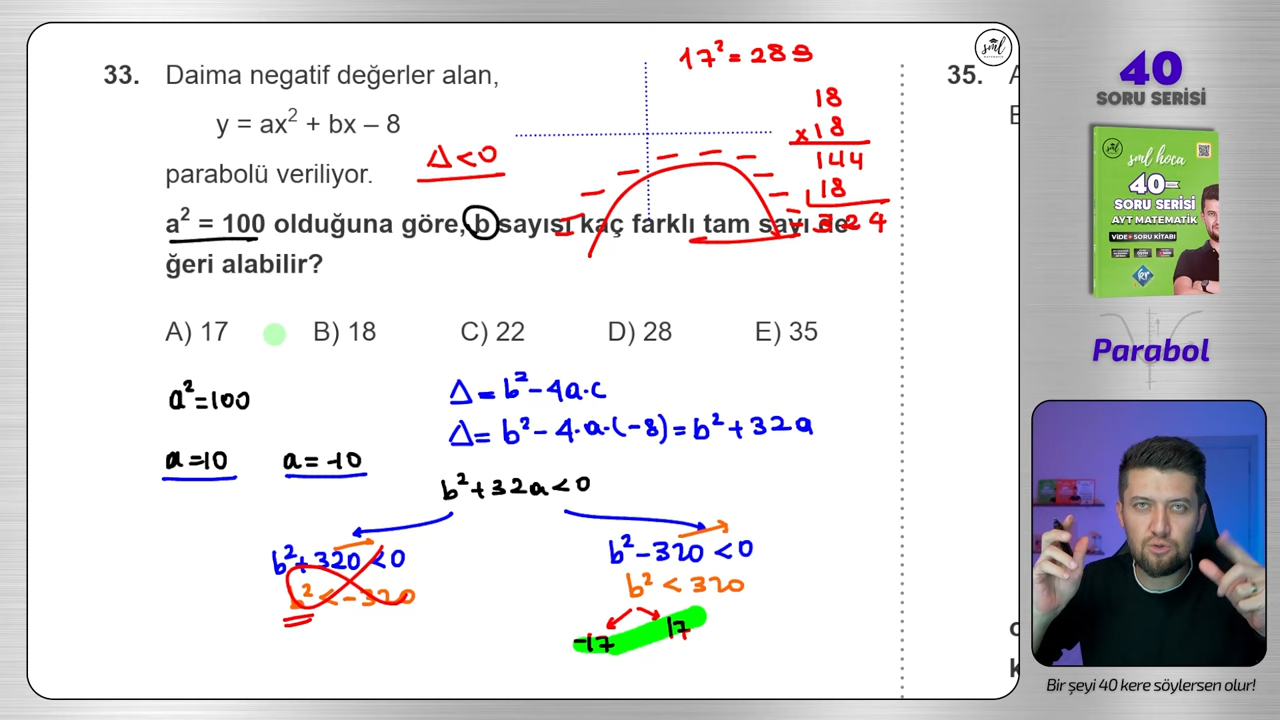 33. Daima negatif değerler alan,
y = ax² + bx – 8
parabolü veriliyor.
a² = 100 olduğuna göre, b sayısı kaç farklı tam sayı de-
ğeri alabilir?
A) 17 B) 18 C) 22 D) 28 E) 35
Δ<0
17² = 289
18
x18
144
18
324
a²=100
a=10 a=-10
Δ = b² - 4a·c
Δ = b² - 4·a·(-8) = b² + 32a
b² + 32a < 0
b² + 320 < 0
b² < -320
b² - 320 < 0
b² < 320
-17 17
35.
sml
40
SORU SERİSİ
sml hoca
40
SORU SERİSİ
AYT MATEMATİK
VİDEO SORU KİTABI
Parabol
Bir şeyi 40 kere söylersen olur!